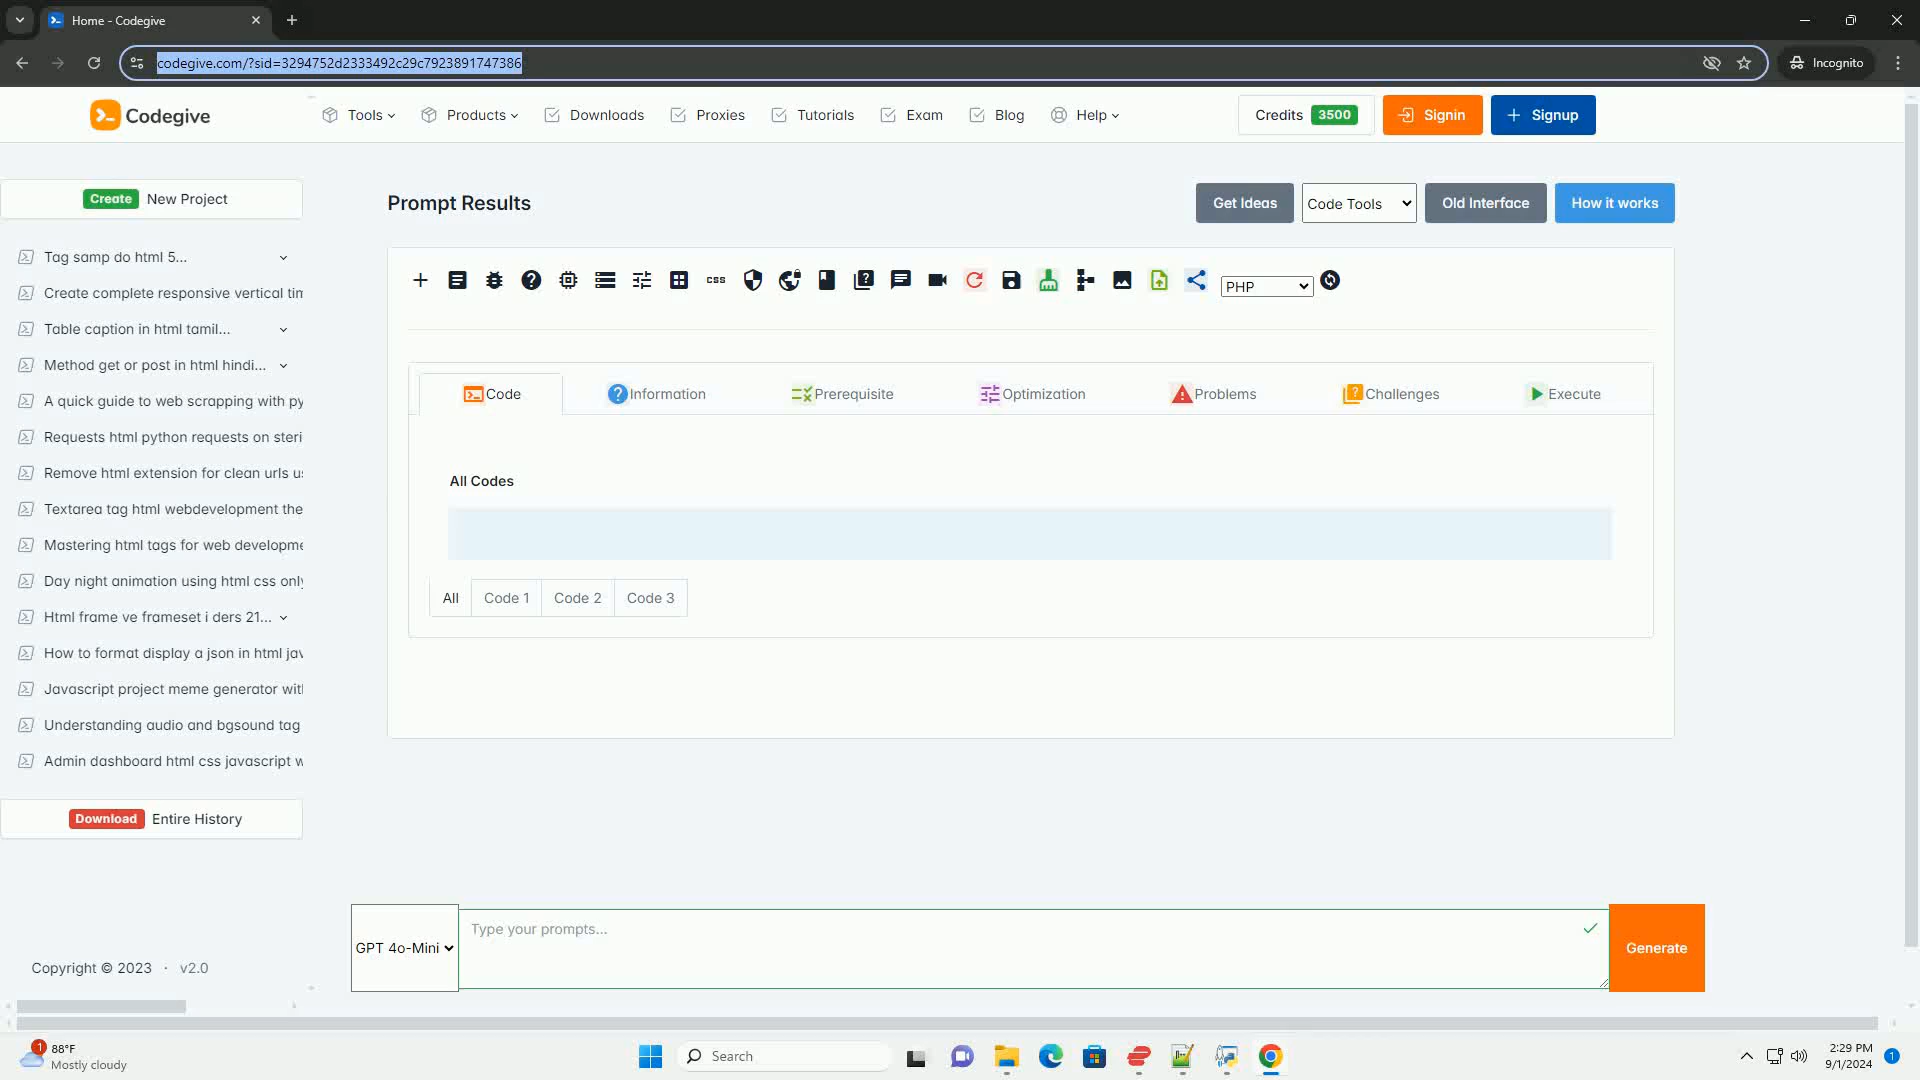 Home - Codegive
codegive.com/?sid=3294752d2333492c29c7923891747386
Incognito
Codegive
Tools
Products
Downloads
Proxies
Tutorials
Exam
Blog
Help
Credits 3500
Signin
Signup
Create New Project
Tag samp do html 5...
Create complete responsive vertical tim
Table caption in html tamil...
Method get or post in html hindi...
A quick guide to web scrapping with py
Requests html python requests on steri
Remove html extension for clean urls us
Textarea tag html webdevelopment the
Mastering html tags for web developme
Day night animation using html css only
Html frame ve frameset i ders 21...
How to format display a json in html jav
Javascript project meme generator with
Understanding audio and bgsound tag
Admin dashboard html css javascript w
Download Entire History
Copyright © 2023 · v2.0
Prompt Results
Get Ideas
Code Tools
Old Interface
How it works
css
PHP
Code
Information
Prerequisite
Optimization
Problems
Challenges
Execute
All Codes
All
Code 1
Code 2
Code 3
GPT 4o-Mini
Type your prompts...
Generate
1
88°F
Mostly cloudy
Search
2:29 PM
9/1/2024
1